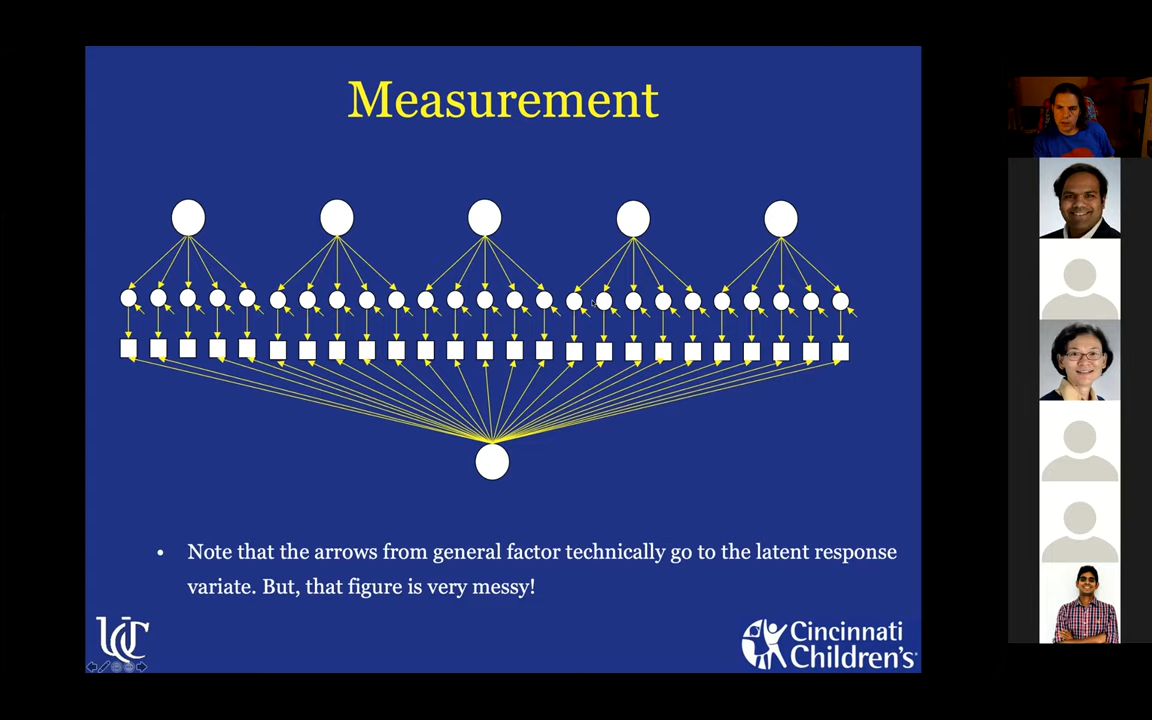 Measurement
• Note that the arrows from general factor technically go to the latent response
variate. But, that figure is very messy!
UC
Cincinnati
Children's